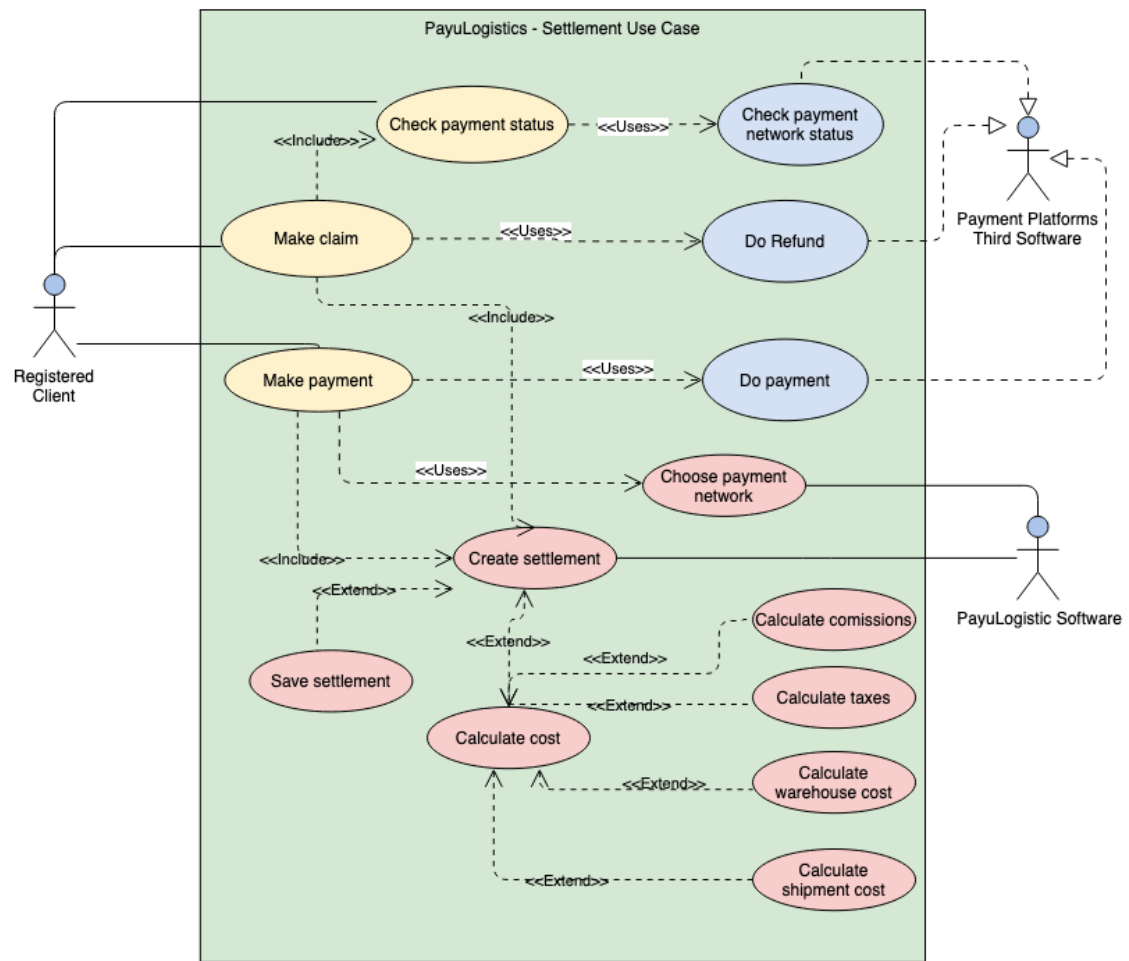 PayuLogistics - Settlement Use Case
Check payment status
<<Uses>>
Check payment
network status
<<Include>>
Payment Platforms
Third Software
Make claim
<<Uses>>
Do Refund
<<Include>>
Registered
Client
Make payment
<<Uses>>
Do payment
<<Uses>>
Choose payment
network
<<Include>>
Create settlement
<<Extend>>
PayuLogistic Software
<<Extend>>
Calculate comissions
<<Extend>>
Save settlement
Calculate taxes
<<Extend>>
Calculate cost
Calculate
warehouse cost
<<Extend>>
Calculate
shipment cost
<<Extend>>